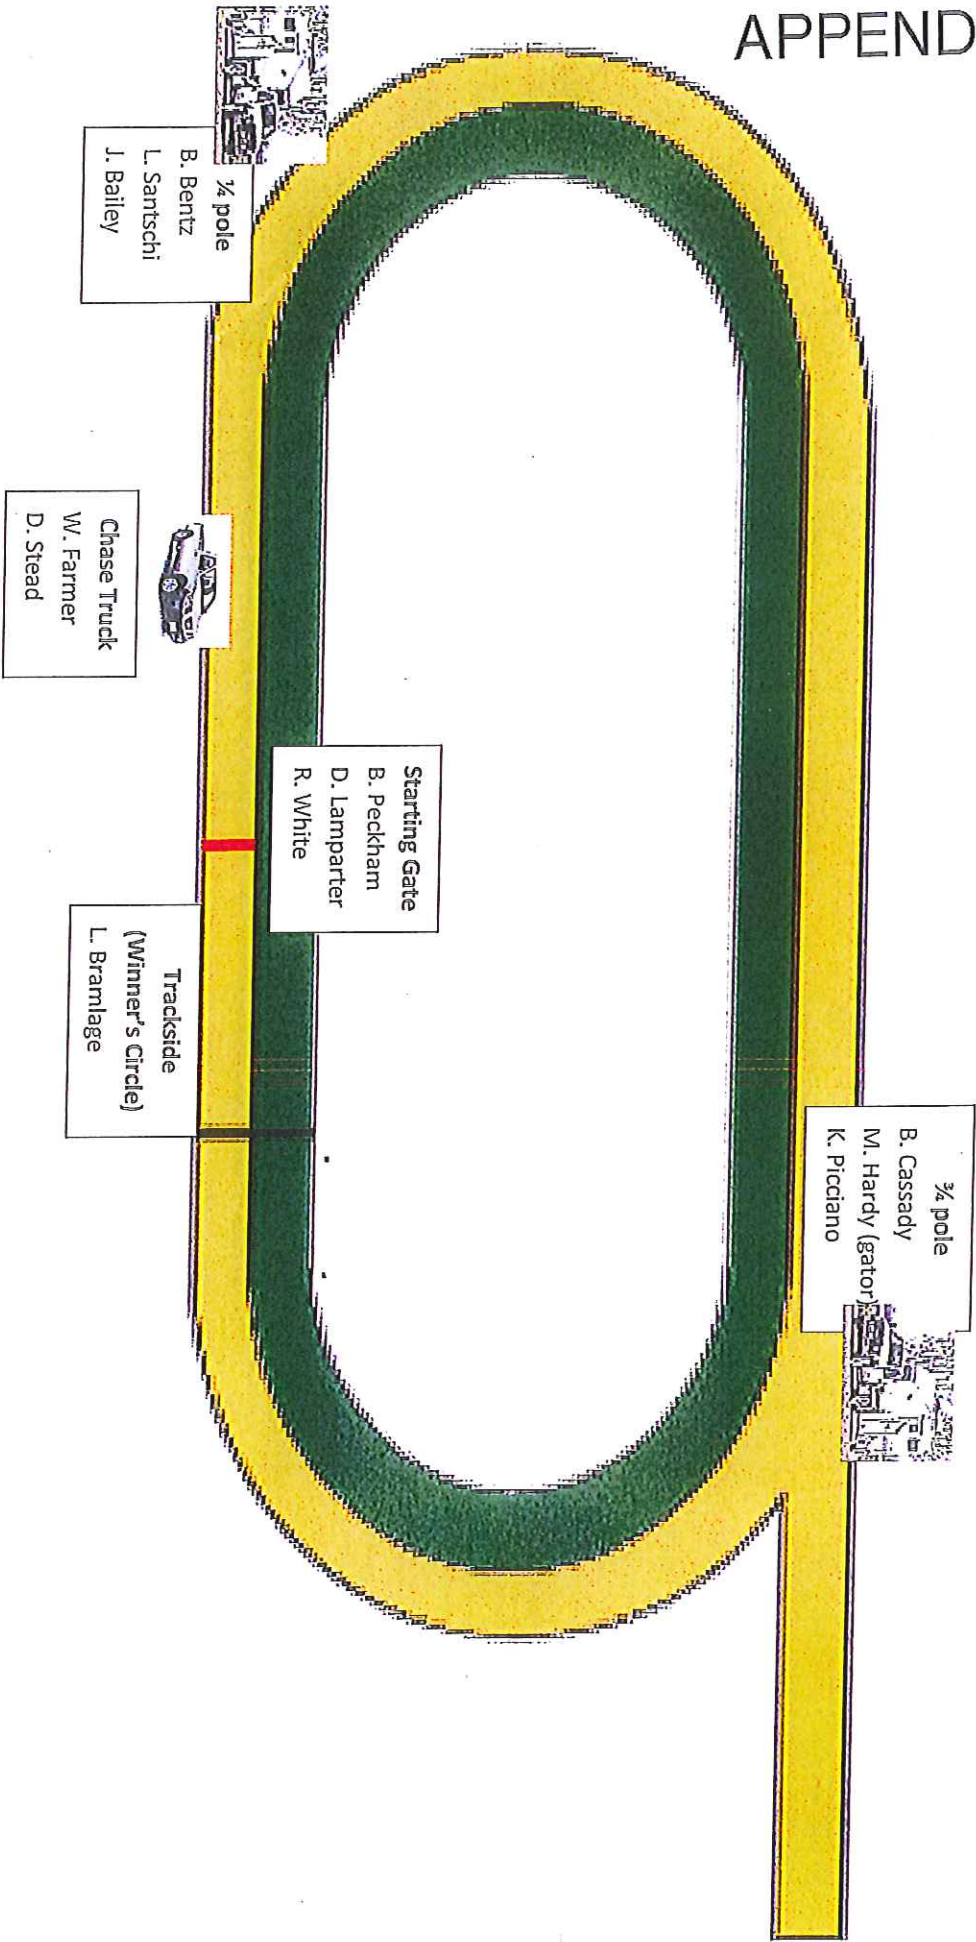 APPEND
¼ pole
B. Bentz
L. Santschi
J. Bailey
Chase Truck
W. Farmer
D. Stead
Starting Gate
B. Peckham
D. Lamparter
R. White
Trackside
(Winner's Circle)
L. Bramlage
¾ pole
B. Cassady
M. Hardy (gator)
K. Picciano